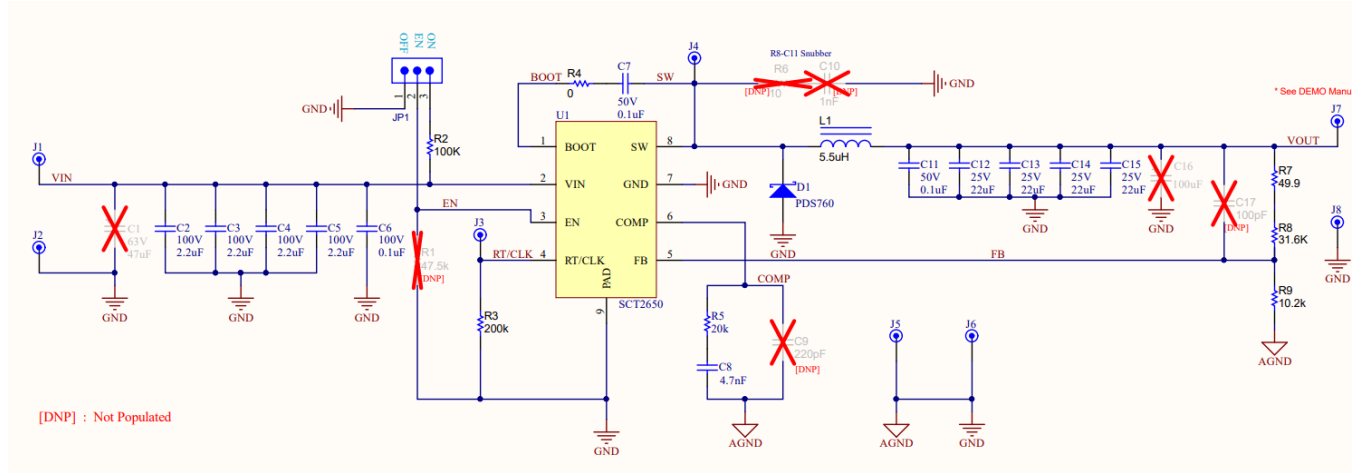 OFF
EN
ON
1
2
3
JP1
GND
R2
100K
J1
VIN
J2
C1
63V
47uF
C2
100V
2.2uF
C3
100V
2.2uF
C4
100V
2.2uF
C5
100V
2.2uF
C6
100V
0.1uF
GND
GND
GND
EN
R1
47.5k
[DNP]
J3
RT/CLK
R3
200k
BOOT
R4
0
C7
50V
0.1uF
SW
U1
1
BOOT
2
VIN
3
EN
4
RT/CLK
SW
8
GND
7
COMP
6
FB
5
PAD
9
SCT2650
GND
GND
J4
R8-C11 Snubber
R6
10
[DNP]
C10
1nF
[DNP]
GND
D1
PDS760
GND
L1
5.5uH
C11
50V
0.1uF
C12
25V
22uF
C13
25V
22uF
C14
25V
22uF
C15
25V
22uF
GND
C16
100uF
GND
C17
100pF
[DNP]
* See DEMO Manu
J7
VOUT
R7
49.9
R8
31.6K
J8
GND
FB
R9
10.2k
AGND
COMP
R5
20k
C8
4.7nF
C9
220pF
[DNP]
AGND
J5
J6
AGND
GND
[DNP] : Not Populated